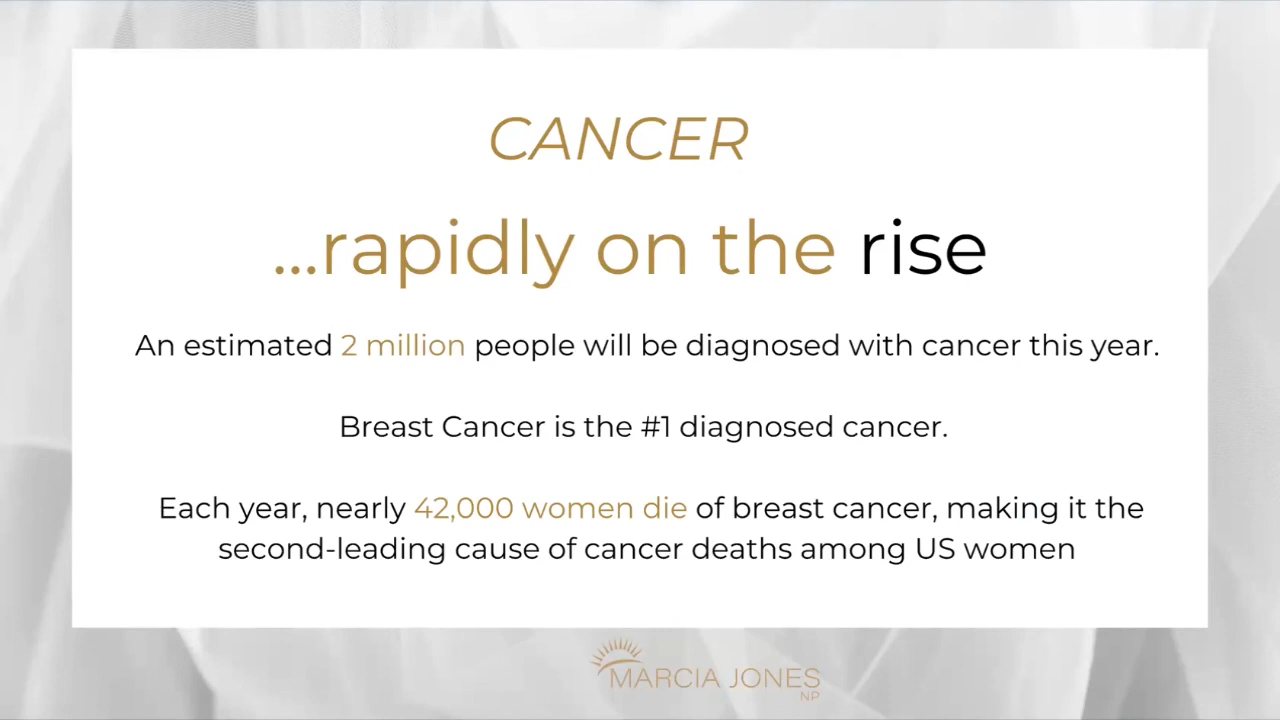 CANCER
...rapidly on the rise
An estimated 2 million people will be diagnosed with cancer this year.
Breast Cancer is the #1 diagnosed cancer.
Each year, nearly 42,000 women die of breast cancer, making it the
second-leading cause of cancer deaths among US women
MARCIA JONES
NP